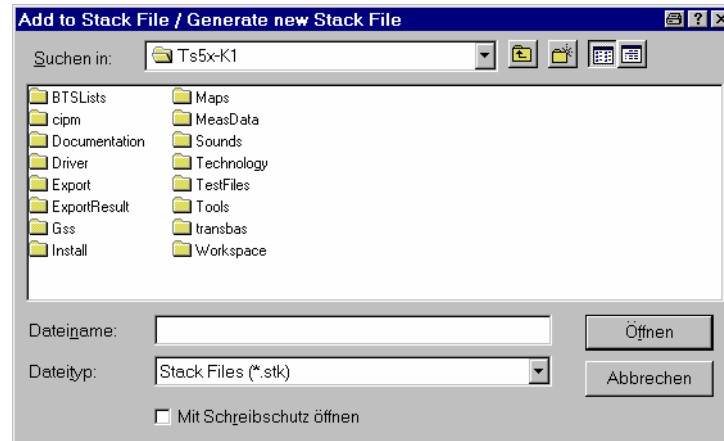 Add to Stack File / Generate new Stack File
Suchen in: Ts5x-K1
BTSLists Maps
cipm MeasData
Documentation Sounds
Driver Technology
Export TestFiles
ExportResult Tools
Gss transbas
Install Workspace
Dateiname: Öffnen
Dateityp: Stack Files (*.stk) Abbrechen
Mit Schreibschutz öffnen